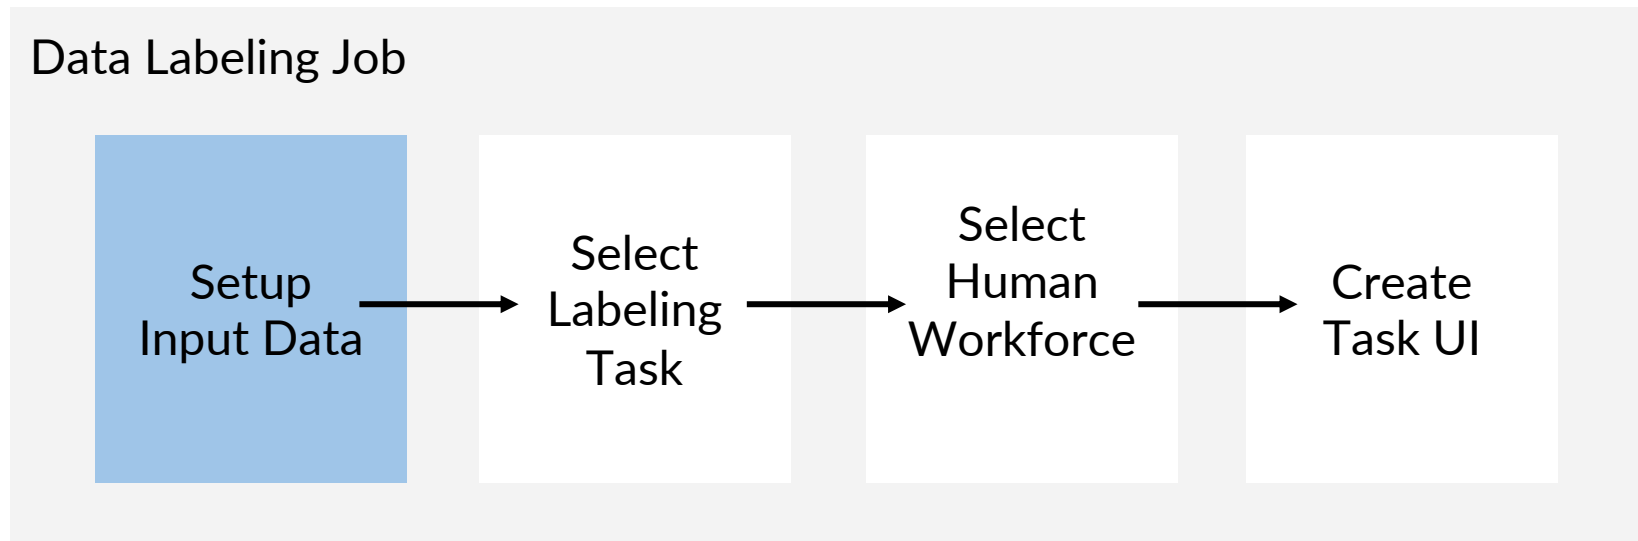 Data Labeling Job
Setup
Input Data
Select
Labeling
Task
Select
Human
Workforce
Create
Task UI